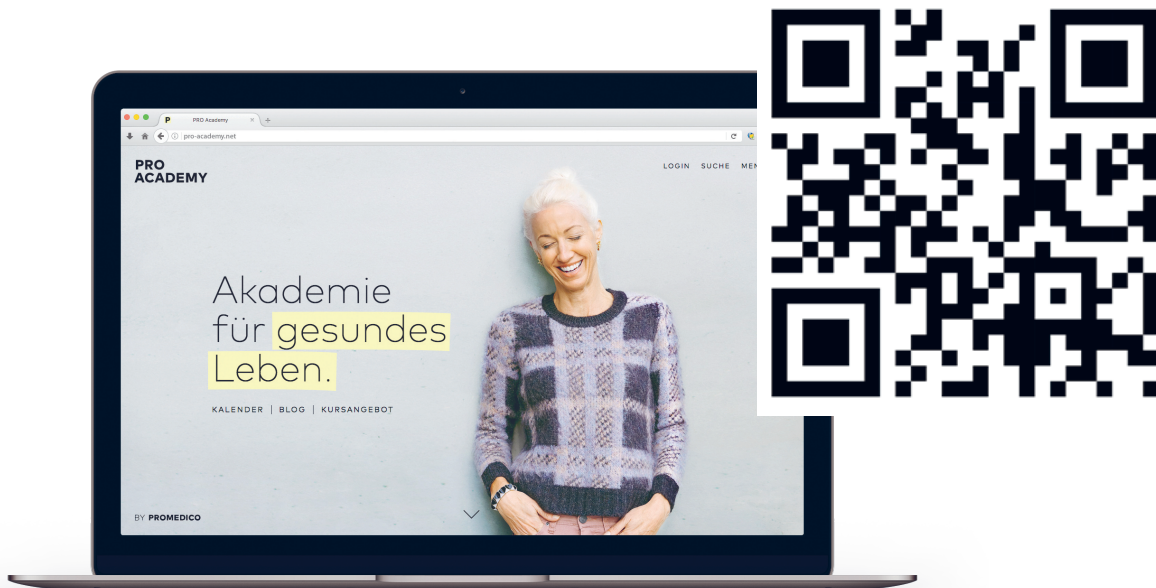 PRO Academy
pro-academy.net
PRO
ACADEMY
LOGIN SUCHE
Akademie
für gesundes
Leben.
KALENDER | BLOG | KURSANGEBOT
BY PROMEDICO